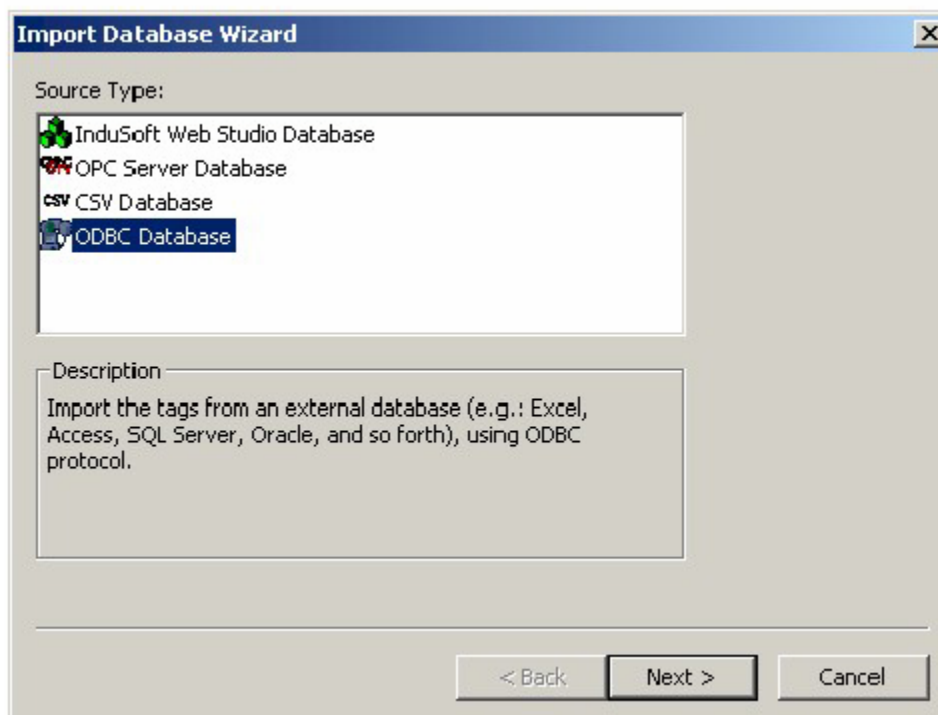 Import Database Wizard
Source Type:
InduSoft Web Studio Database
OPC Server Database
CSV CSV Database
ODBC Database
Description
Import the tags from an external database (e.g.: Excel,
Access, SQL Server, Oracle, and so forth), using ODBC
protocol.
< Back Next > Cancel